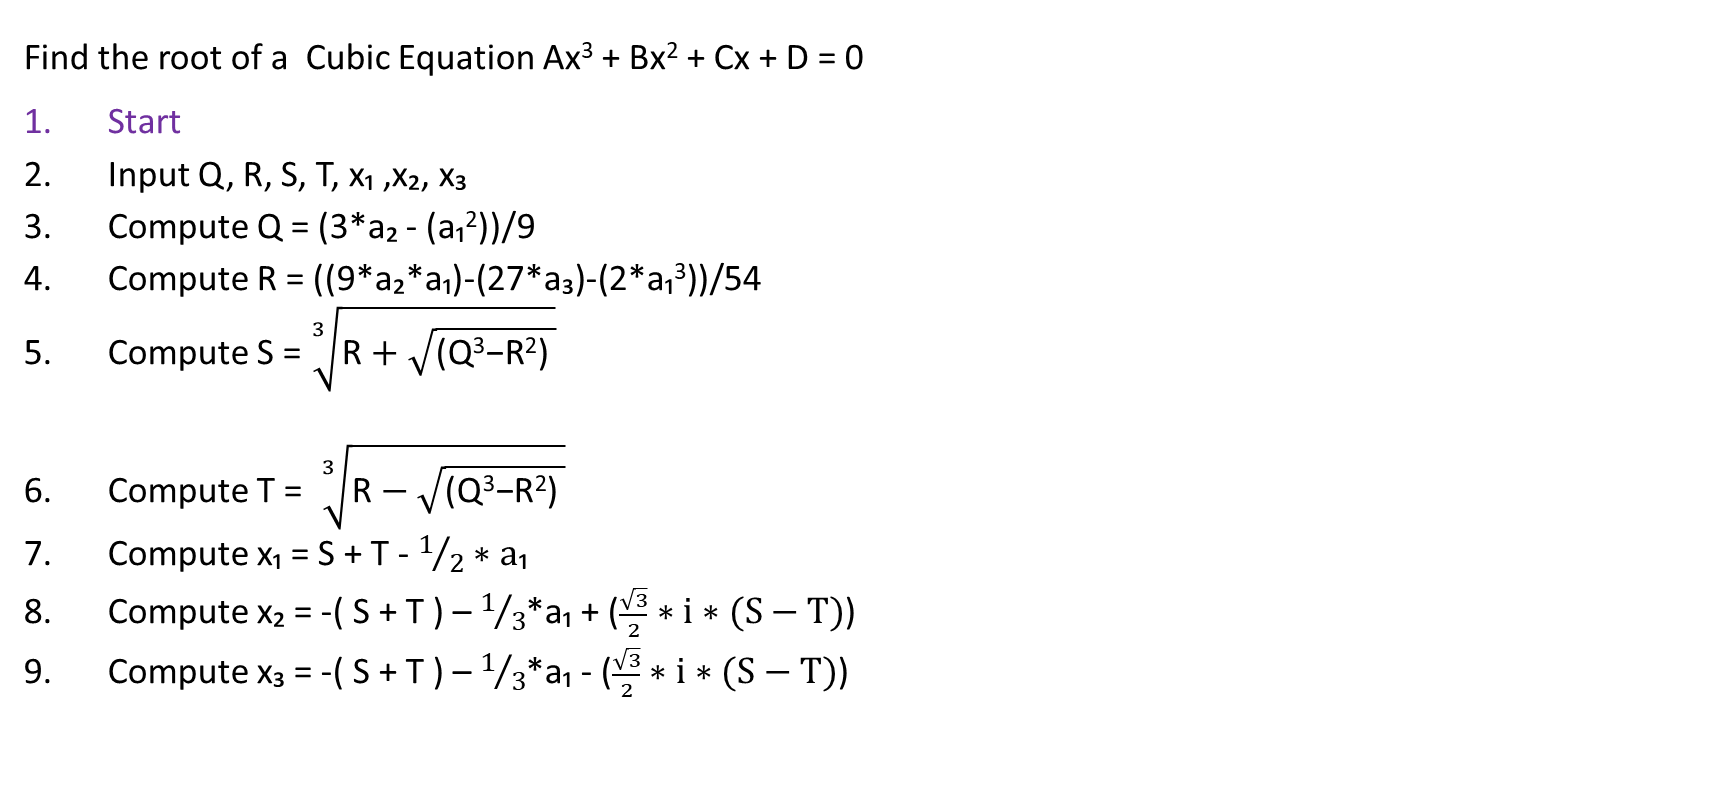 Find the root of a  Cubic Equation Ax³ + Bx² + Cx + D = 0
1. Start
2. Input Q, R, S, T, x₁ ,x₂, x₃
3. Compute Q = (3*a₂ - (a₁²))/9
4. Compute R = ((9*a₂*a₁)-(27*a₃)-(2*a₁³))/54
5. Compute S = ∛(R + √(Q³–R²))
6. Compute T = ∛(R − √(Q³–R²))
7. Compute x₁ = S + T - 1/2 * a₁
8. Compute x₂ = -( S + T ) – 1/3*a₁ + (√3/2 * i * (S − T))
9. Compute x₃ = -( S + T ) – 1/3*a₁ - (√3/2 * i * (S − T))